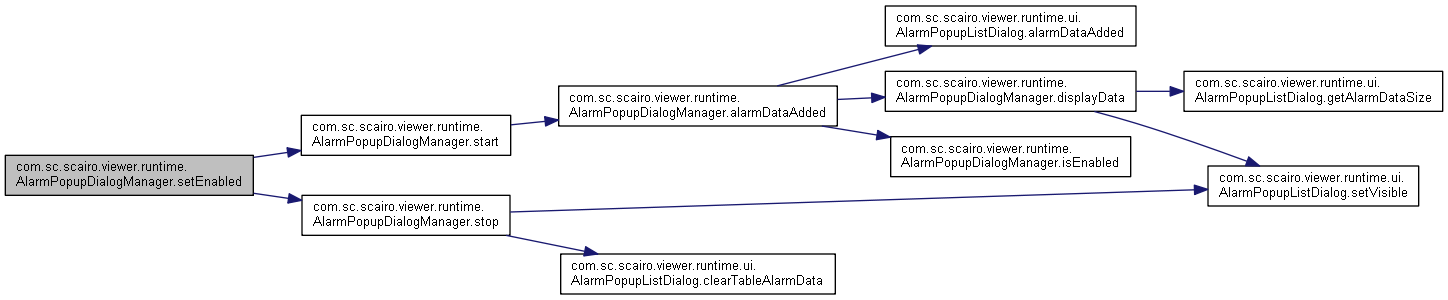 com.sc.scairo.viewer.runtime.
AlarmPopupDialogManager.setEnabled
com.sc.scairo.viewer.runtime.
AlarmPopupDialogManager.start
com.sc.scairo.viewer.runtime.
AlarmPopupDialogManager.stop
com.sc.scairo.viewer.runtime.
AlarmPopupDialogManager.alarmDataAdded
com.sc.scairo.viewer.runtime.ui.
AlarmPopupListDialog.clearTableAlarmData
com.sc.scairo.viewer.runtime.ui.
AlarmPopupListDialog.alarmDataAdded
com.sc.scairo.viewer.runtime.
AlarmPopupDialogManager.displayData
com.sc.scairo.viewer.runtime.
AlarmPopupDialogManager.isEnabled
com.sc.scairo.viewer.runtime.ui.
AlarmPopupListDialog.getAlarmDataSize
com.sc.scairo.viewer.runtime.ui.
AlarmPopupListDialog.setVisible